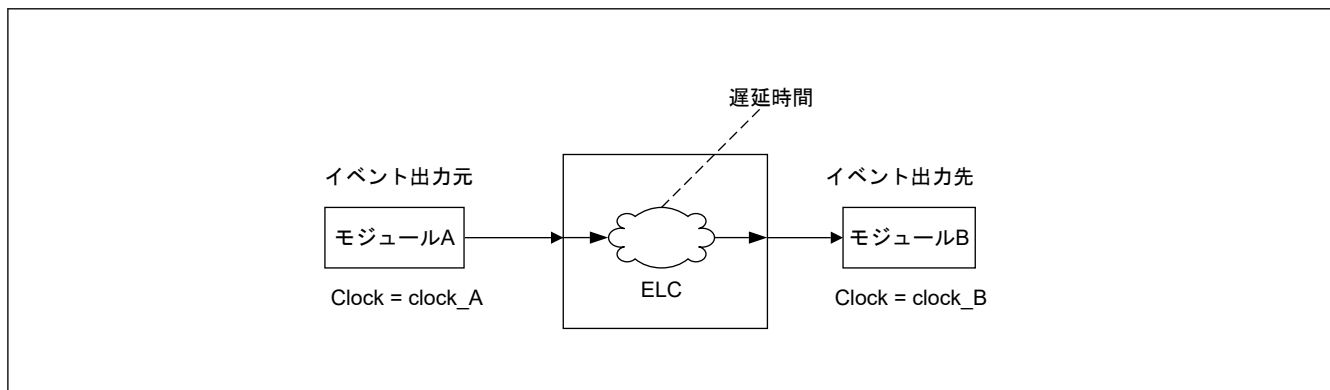 遅延時間
イベント出力元
イベント出力先
モジュールA
モジュールB
ELC
Clock = clock_A
Clock = clock_B